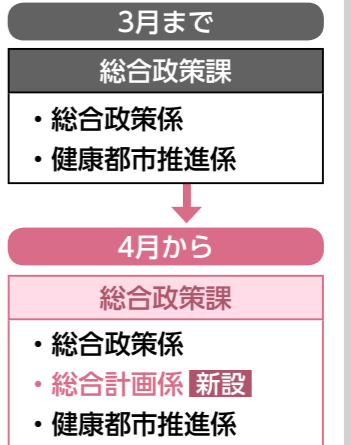 3月まで
総合政策課
・総合政策係
・健康都市推進係
4月から
総合政策課
・総合政策係
・総合計画係 新設
・健康都市推進係